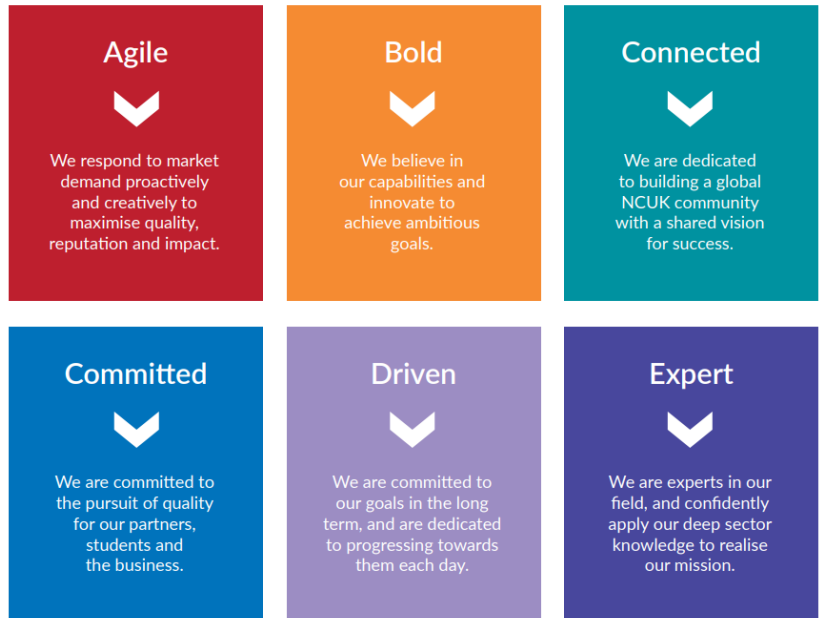 Agile
We respond to market
demand proactively
and creatively to
maximise quality,
reputation and impact.
Bold
We believe in
our capabilities and
innovate to
achieve ambitious
goals.
Connected
We are dedicated
to building a global
NCUK community
with a shared vision
for success.
Committed
We are committed to
the pursuit of quality
for our partners,
students and
the business.
Driven
We are committed to
our goals in the long
term, and are dedicated
to progressing towards
them each day.
Expert
We are experts in our
field, and confidently
apply our deep sector
knowledge to realise
our mission.